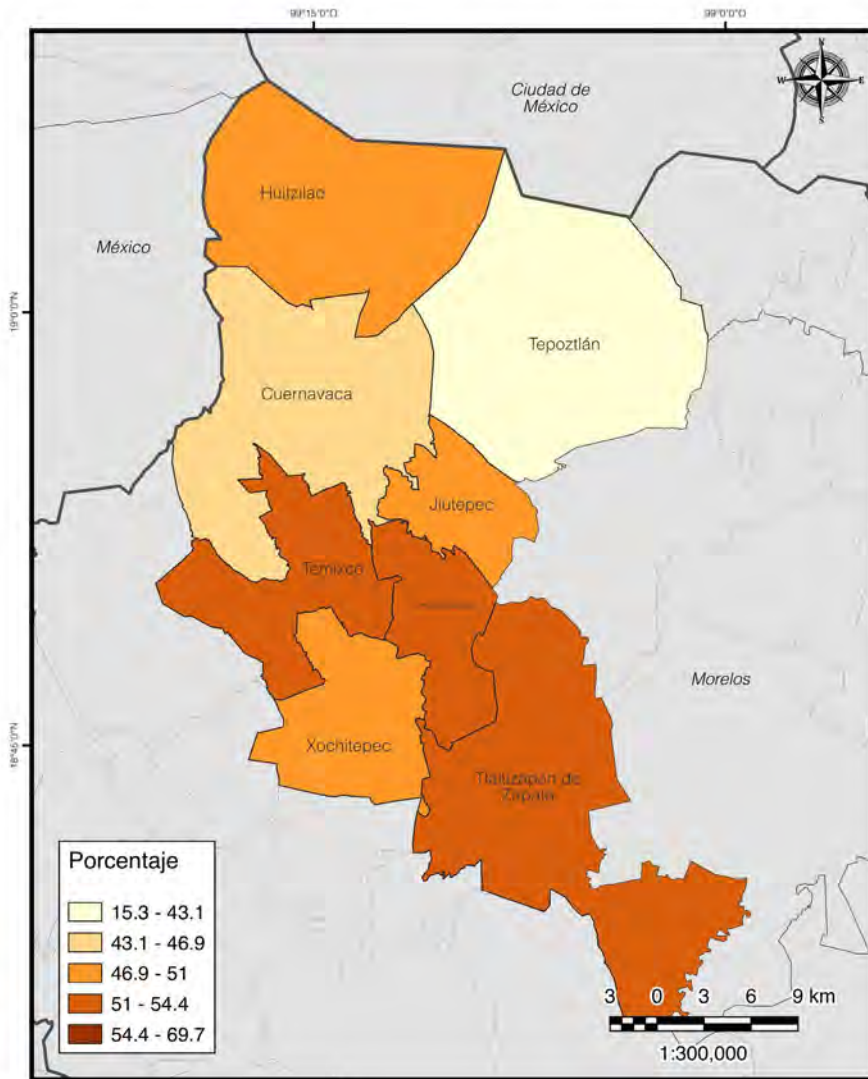 99°15'0"O
99°0'0"O
N
W
E
S
Ciudad de
México
Huitzilac
México
19°0'0"N
Tepoztlán
Cuernavaca
Jiutepec
Temixco
Morelos
18°45'0"N
Xochitepec
Tlaltizapán de
Zapata
Porcentaje
15.3 - 43.1
43.1 - 46.9
46.9 - 51
51 - 54.4
54.4 - 69.7
3 0 3 6 9 km
1:300,000